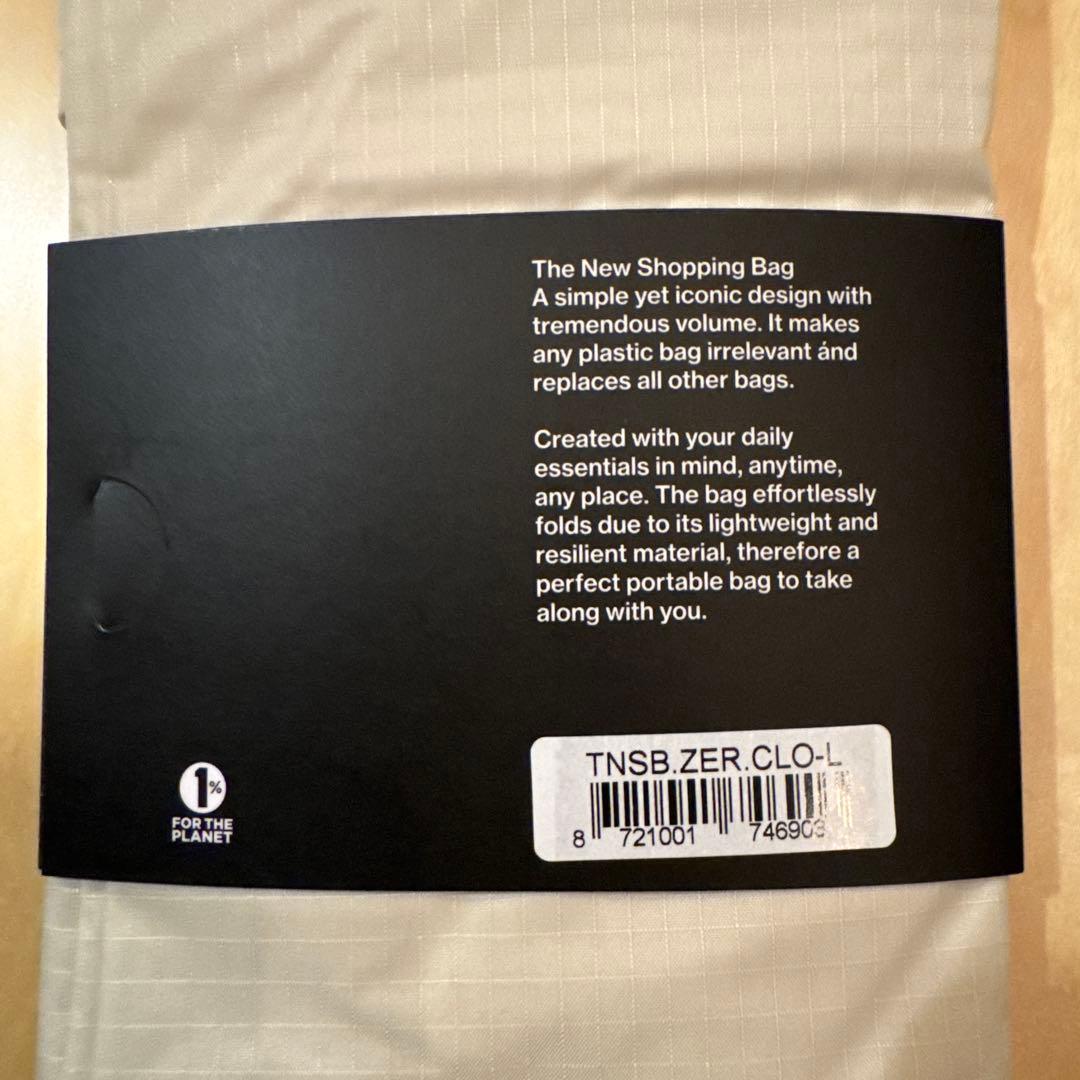 The New Shopping Bag
A simple yet iconic design with
tremendous volume. It makes
any plastic bag irrelevant ánd
replaces all other bags.
Created with your daily
essentials in mind, anytime,
any place. The bag effortlessly
folds due to its lightweight and
resilient material, therefore a
perfect portable bag to take
along with you.
1%
FOR THE
PLANET
TNSB.ZER.CLO-L
8 721001 746903